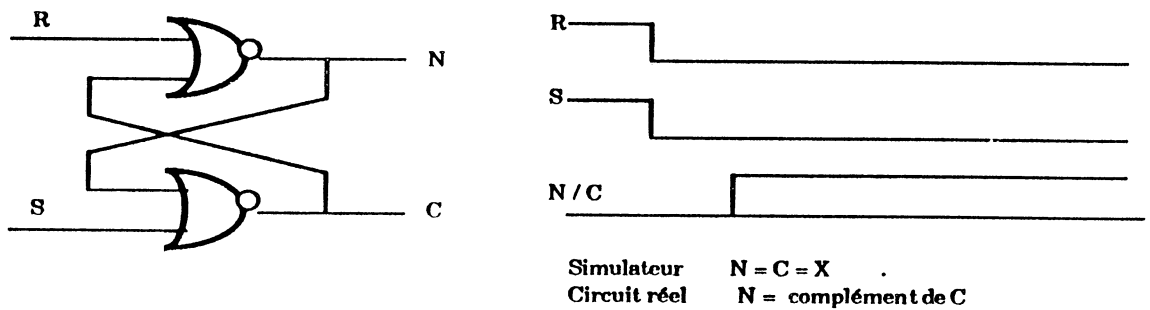 R
N
S
C
R
S
N / C
Simulateur N = C = X .
Circuit réel N = complément de C